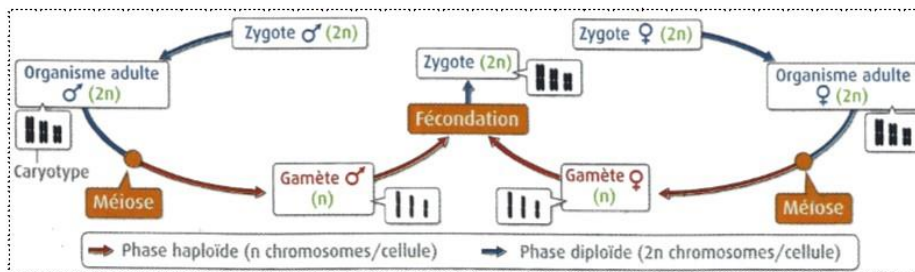 Zygote ♂ (2n)
Zygote ♀ (2n)
Zygote (2n)
Organisme adulte
♂ (2n)
Organisme adulte
♀ (2n)
Fécondation
Caryotype
Gamète ♂
(n)
Gamète ♀
(n)
Méiose
Méiose
Phase haploïde (n chromosomes/cellule)
Phase diploïde (2n chromosomes/cellule)